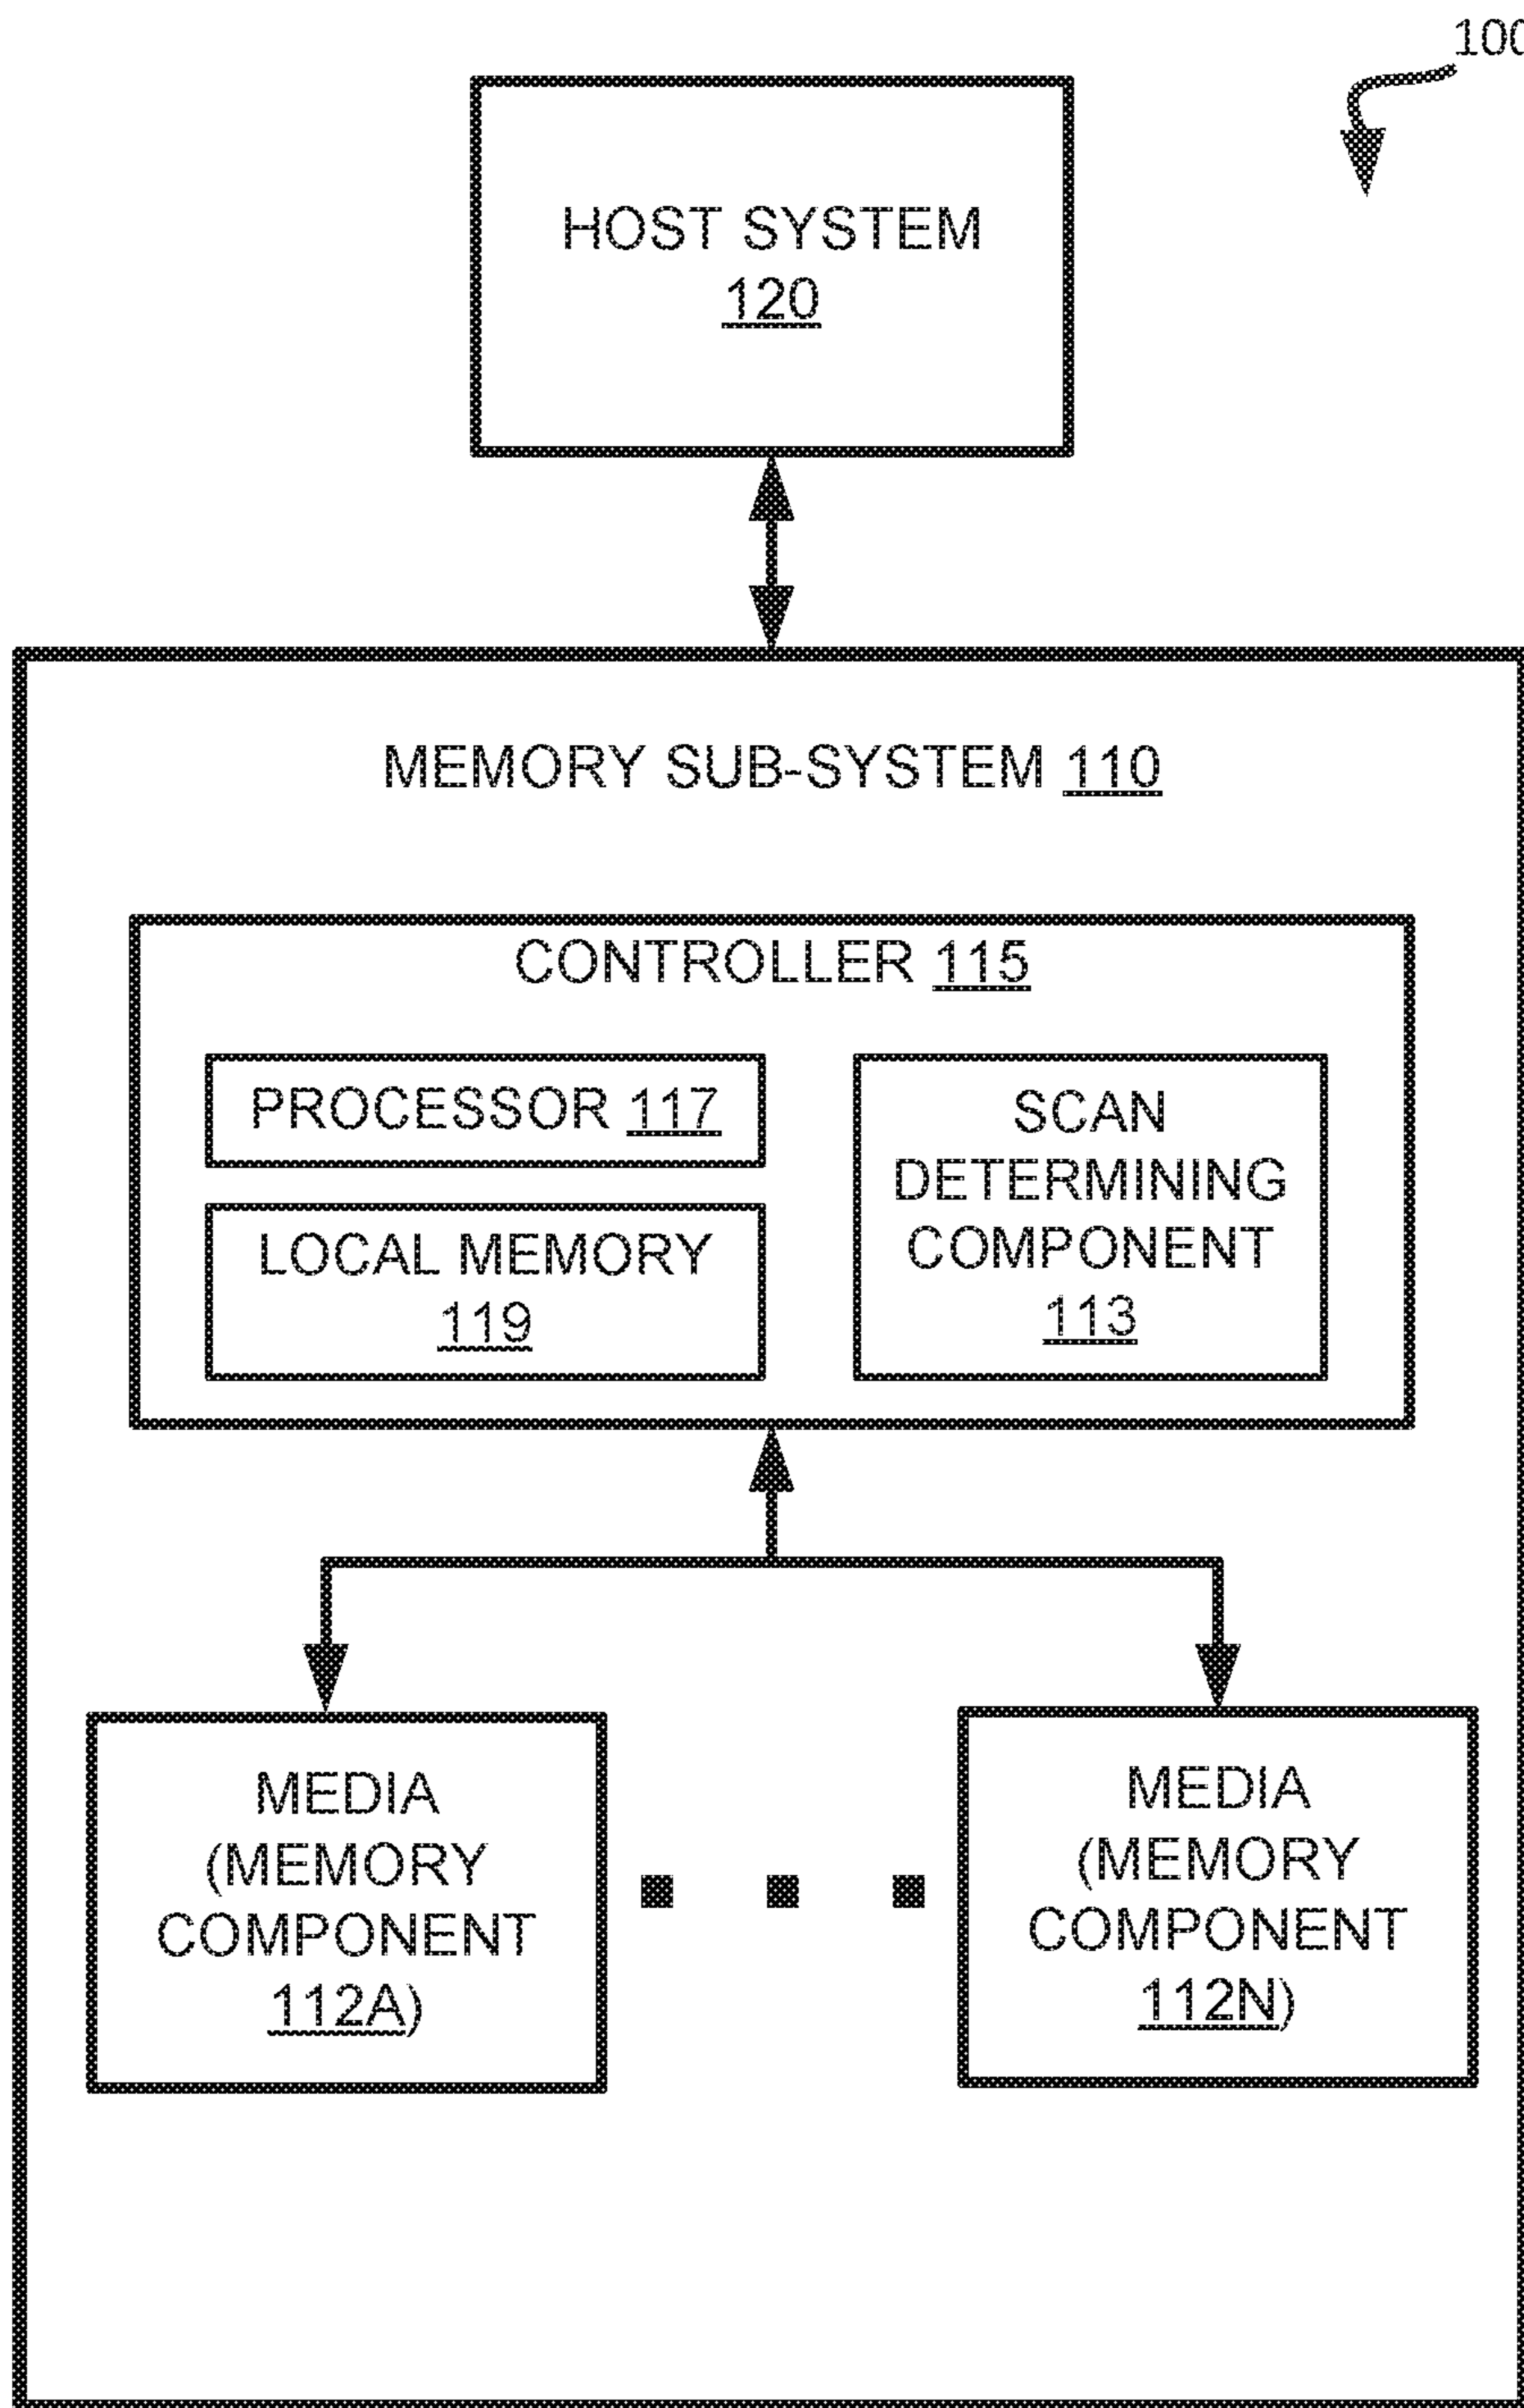 100
HOST SYSTEM
120
MEMORY SUB-SYSTEM 110
CONTROLLER 115
PROCESSOR 117
LOCAL MEMORY
119
SCAN
DETERMINING
COMPONENT
113
MEDIA
(MEMORY
COMPONENT
112A)
MEDIA
(MEMORY
COMPONENT
112N)